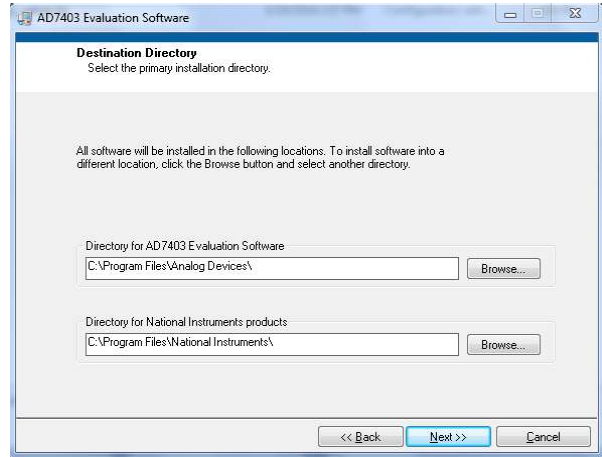 AD7403 Evaluation Software
Destination Directory
Select the primary installation directory.
All software will be installed in the following locations. To install software into a
different location, click the Browse button and select another directory.
Directory for AD7403 Evaluation Software
C:\Program Files\Analog Devices\
Browse...
Directory for National Instruments products
C:\Program Files\National Instruments\
Browse...
<< Back
Next >>
Cancel